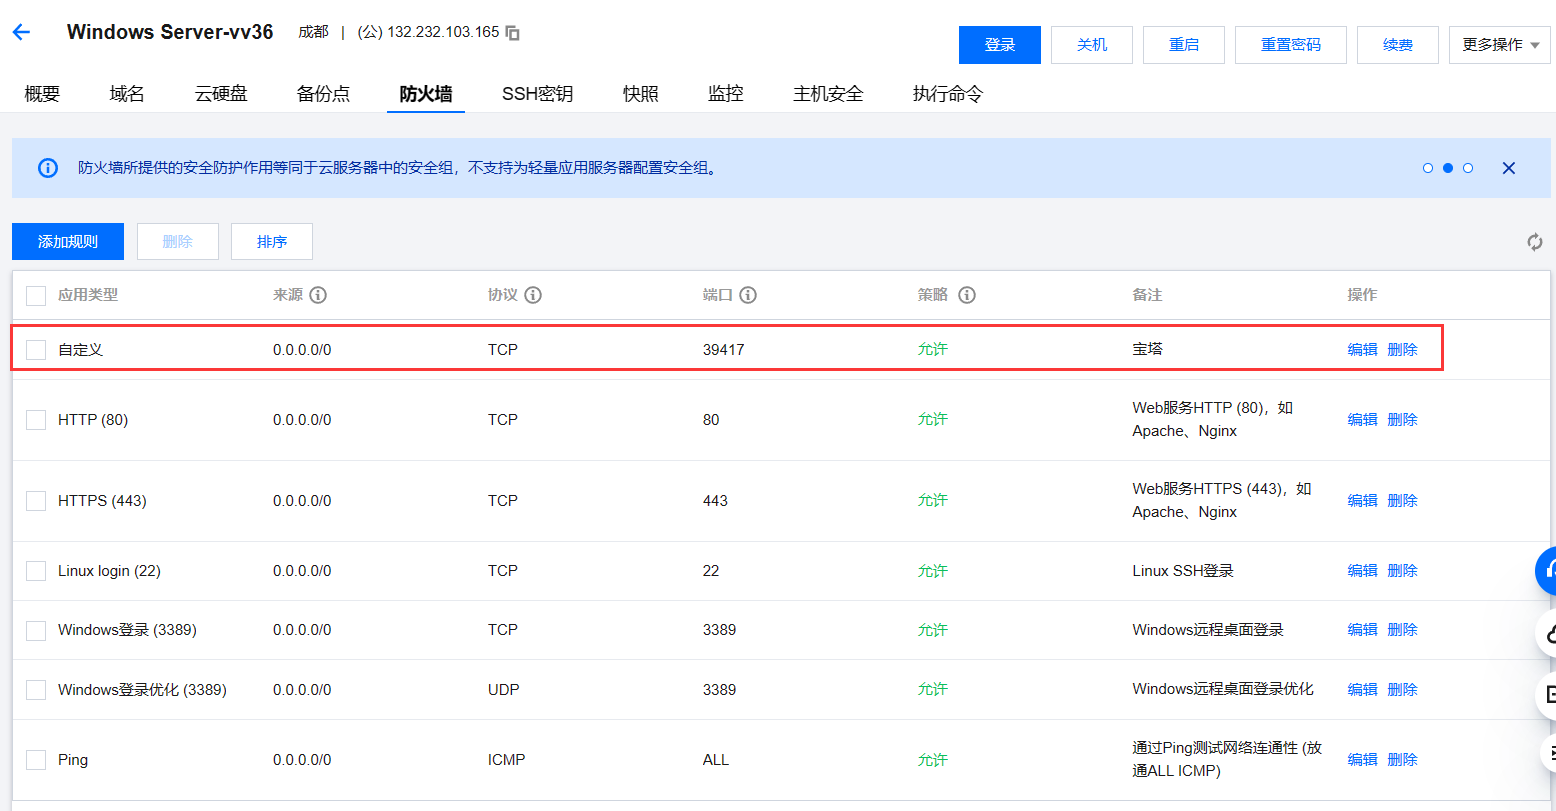 Windows Server-vv36 成都 | (公) 132.232.103.165
登录 关机 重启 重置密码 续费 更多操作
概要 域名 云硬盘 备份点 防火墙 SSH密钥 快照 监控 主机安全 执行命令
防火墙所提供的安全防护作用等同于云服务器中的安全组，不支持为轻量应用服务器配置安全组。
添加规则 删除 排序
应用类型 来源 协议 端口 策略 备注 操作
自定义 0.0.0.0/0 TCP 39417 允许 宝塔 编辑 删除
HTTP (80) 0.0.0.0/0 TCP 80 允许 Web服务HTTP (80)，如
Apache、Nginx 编辑 删除
HTTPS (443) 0.0.0.0/0 TCP 443 允许 Web服务HTTPS (443)，如
Apache、Nginx 编辑 删除
Linux login (22) 0.0.0.0/0 TCP 22 允许 Linux SSH登录 编辑 删除
Windows登录 (3389) 0.0.0.0/0 TCP 3389 允许 Windows远程桌面登录 编辑 删除
Windows登录优化 (3389) 0.0.0.0/0 UDP 3389 允许 Windows远程桌面登录优化 编辑 删除
Ping 0.0.0.0/0 ICMP ALL 允许 通过Ping测试网络连通性 (放
通ALL ICMP) 编辑 删除